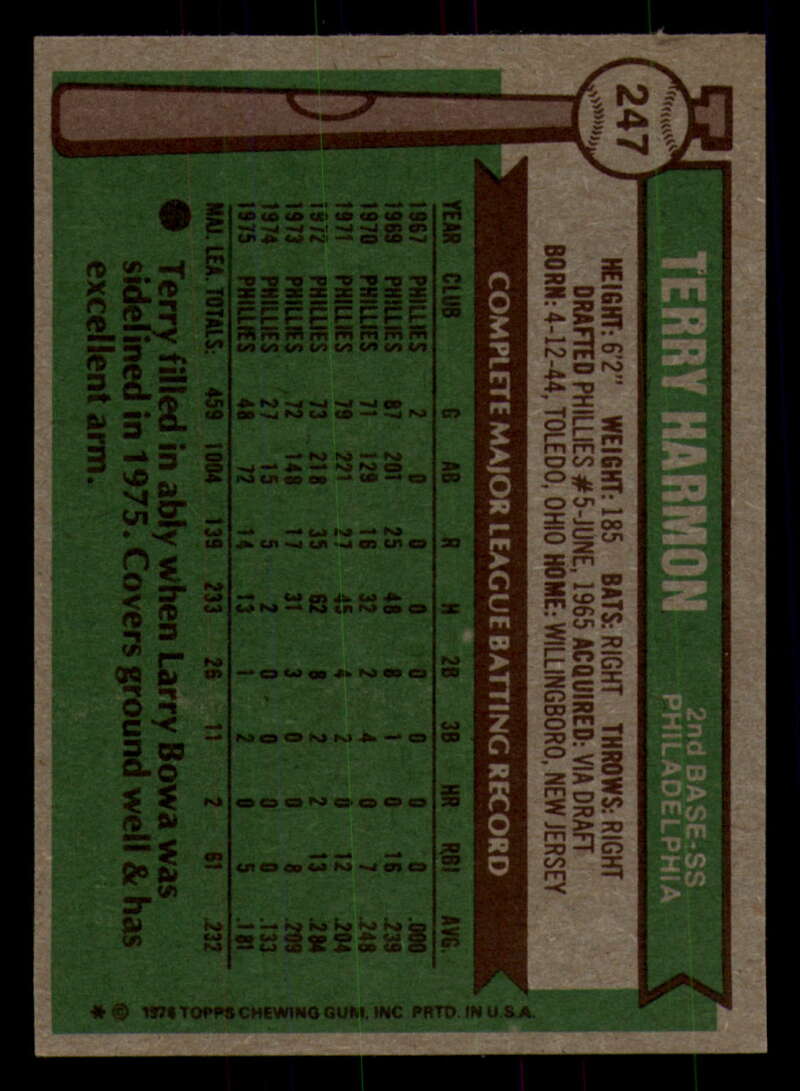 247
TERRY HARMON
2nd BASE-SS
PHILADELPHIA
HEIGHT: 6'2" WEIGHT: 185 BATS: RIGHT THROWS: RIGHT
DRAFTED PHILLIES #5-JUNE, 1965 ACQUIRED: VIA DRAFT
BORN: 4-12-44, TOLEDO, OHIO HOME: WILLINGBORO, NEW JERSEY
COMPLETE MAJOR LEAGUE BATTING RECORD
YEAR CLUB G AB R H 2B 3B HR RBI AVG.
1967 PHILLIES 2 0 0 0 0 0 0 0 .000
1969 PHILLIES 87 201 25 48 8 1 0 16 .239
1970 PHILLIES 71 129 16 32 2 4 0 7 .248
1971 PHILLIES 79 221 27 45 4 2 0 12 .204
1972 PHILLIES 73 218 35 62 8 2 2 13 .284
1973 PHILLIES 72 148 17 31 3 0 0 8 .209
1974 PHILLIES 27 15 5 2 0 0 0 0 .133
1975 PHILLIES 48 72 14 13 1 2 0 5 .181
MAJ. LEA. TOTALS: 459 1004 139 233 26 11 2 61 .232
Terry filled in ably when Larry Bowa was
sidelined in 1975. Covers ground well & has
excellent arm.
* © 1976 TOPPS CHEWING GUM, INC PRTD. IN U.S.A.